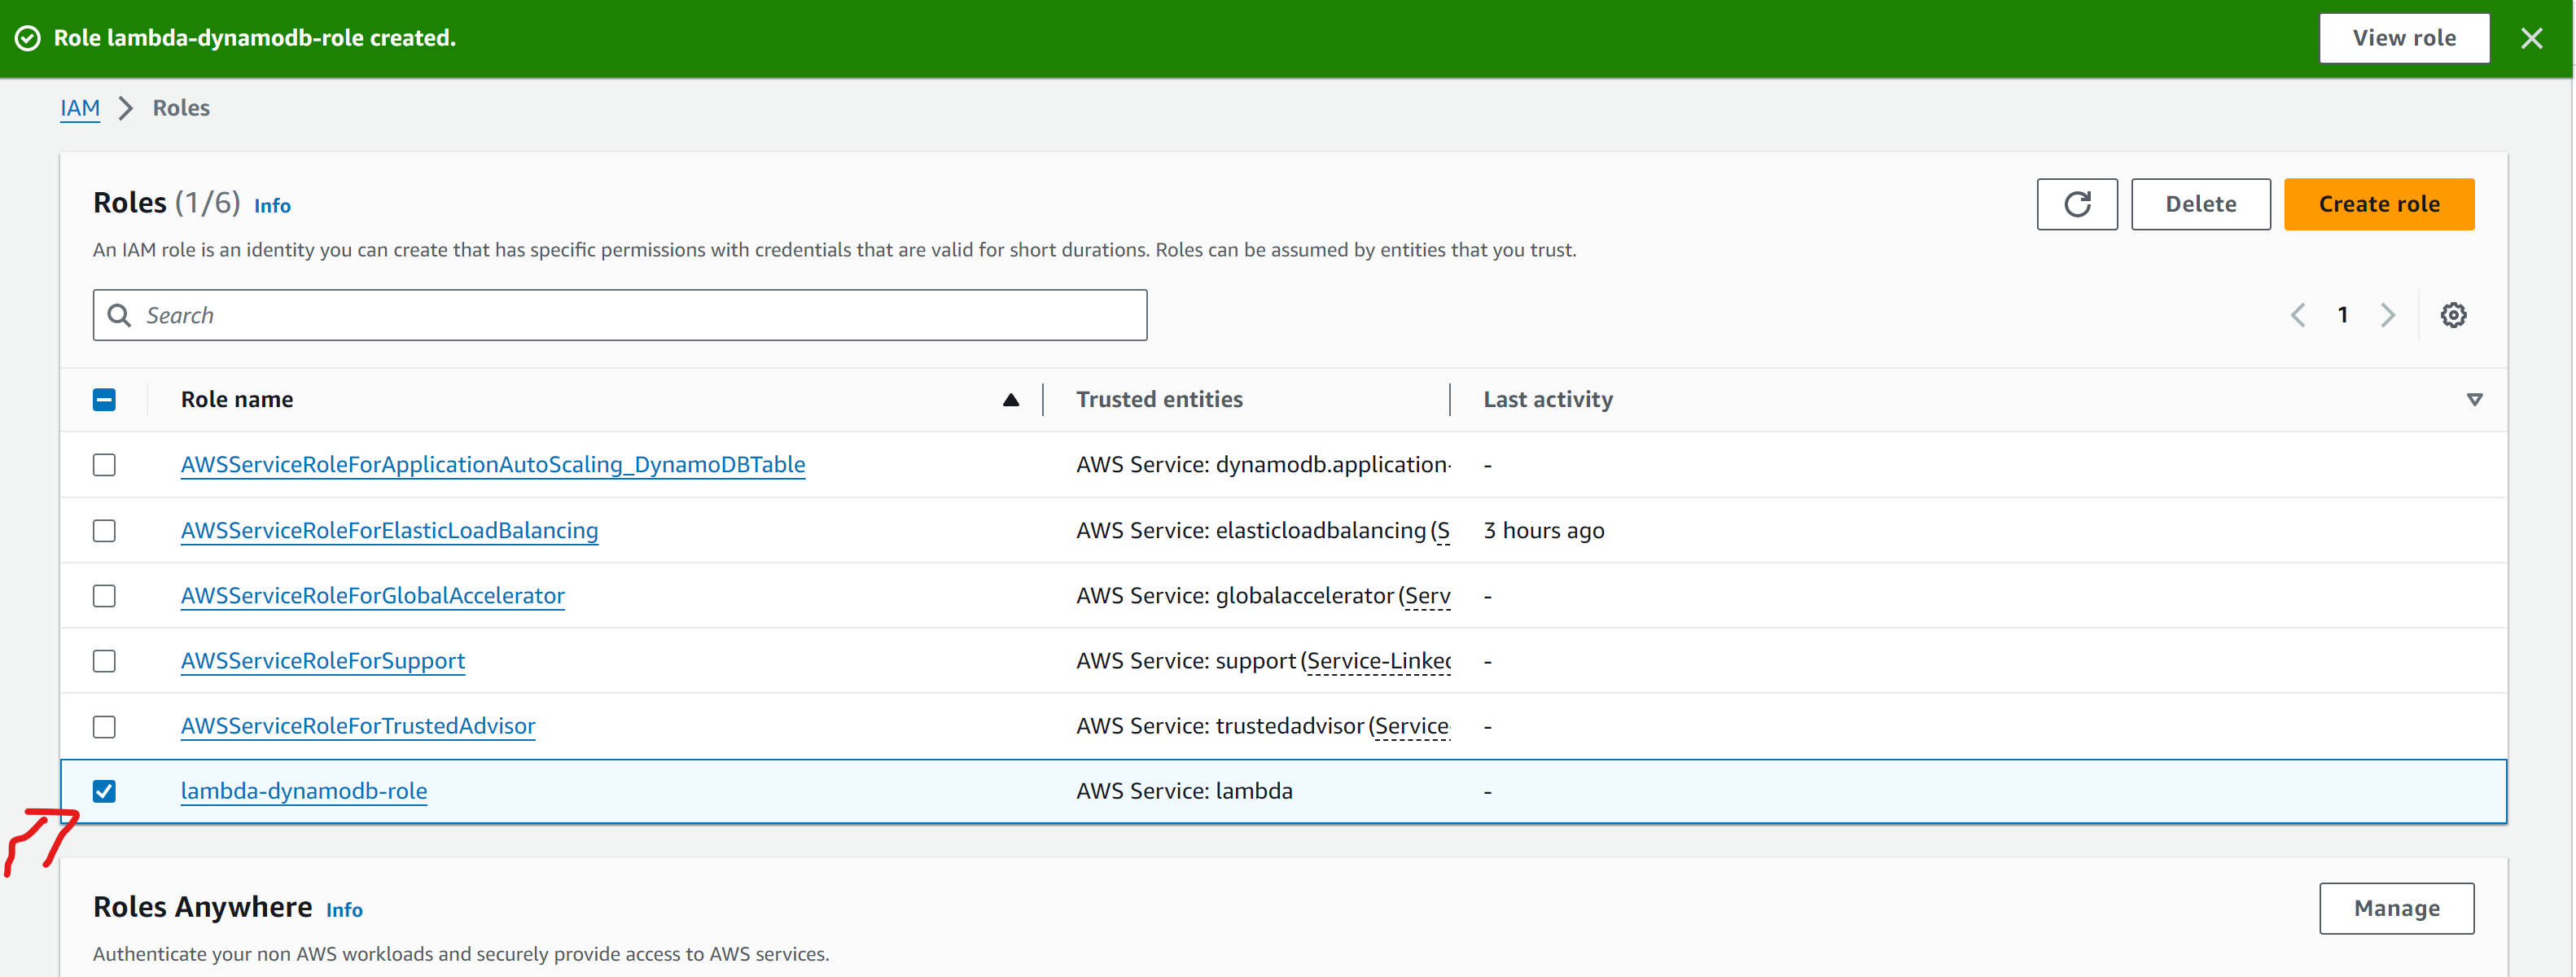 Role lambda-dynamodb-role created.
View role
IAM > Roles
Roles (1/6) Info
Delete
Create role
An IAM role is an identity you can create that has specific permissions with credentials that are valid for short durations. Roles can be assumed by entities that you trust.
Search
1
Role name Trusted entities Last activity
AWSServiceRoleForApplicationAutoScaling_DynamoDBTable AWS Service: dynamodb.application- -
AWSServiceRoleForElasticLoadBalancing AWS Service: elasticloadbalancing (S 3 hours ago
AWSServiceRoleForGlobalAccelerator AWS Service: globalaccelerator (Serv -
AWSServiceRoleForSupport AWS Service: support (Service-Linked -
AWSServiceRoleForTrustedAdvisor AWS Service: trustedadvisor (Service- -
lambda-dynamodb-role AWS Service: lambda -
Roles Anywhere Info
Manage
Authenticate your non AWS workloads and securely provide access to AWS services.